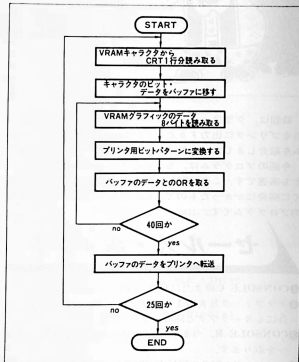 START
VRAMキャラクタから
CRT1行分読み取る
キャラクタのビット・
データをバッファに移す
VRAMグラフィックのデータ
8バイトを読み取る
プリンタ用ビットパターンに変換する
バッファのデータとのORを取る
40回か
no
yes
バッファのデータをプリンタへ転送
25回か
no
yes
END